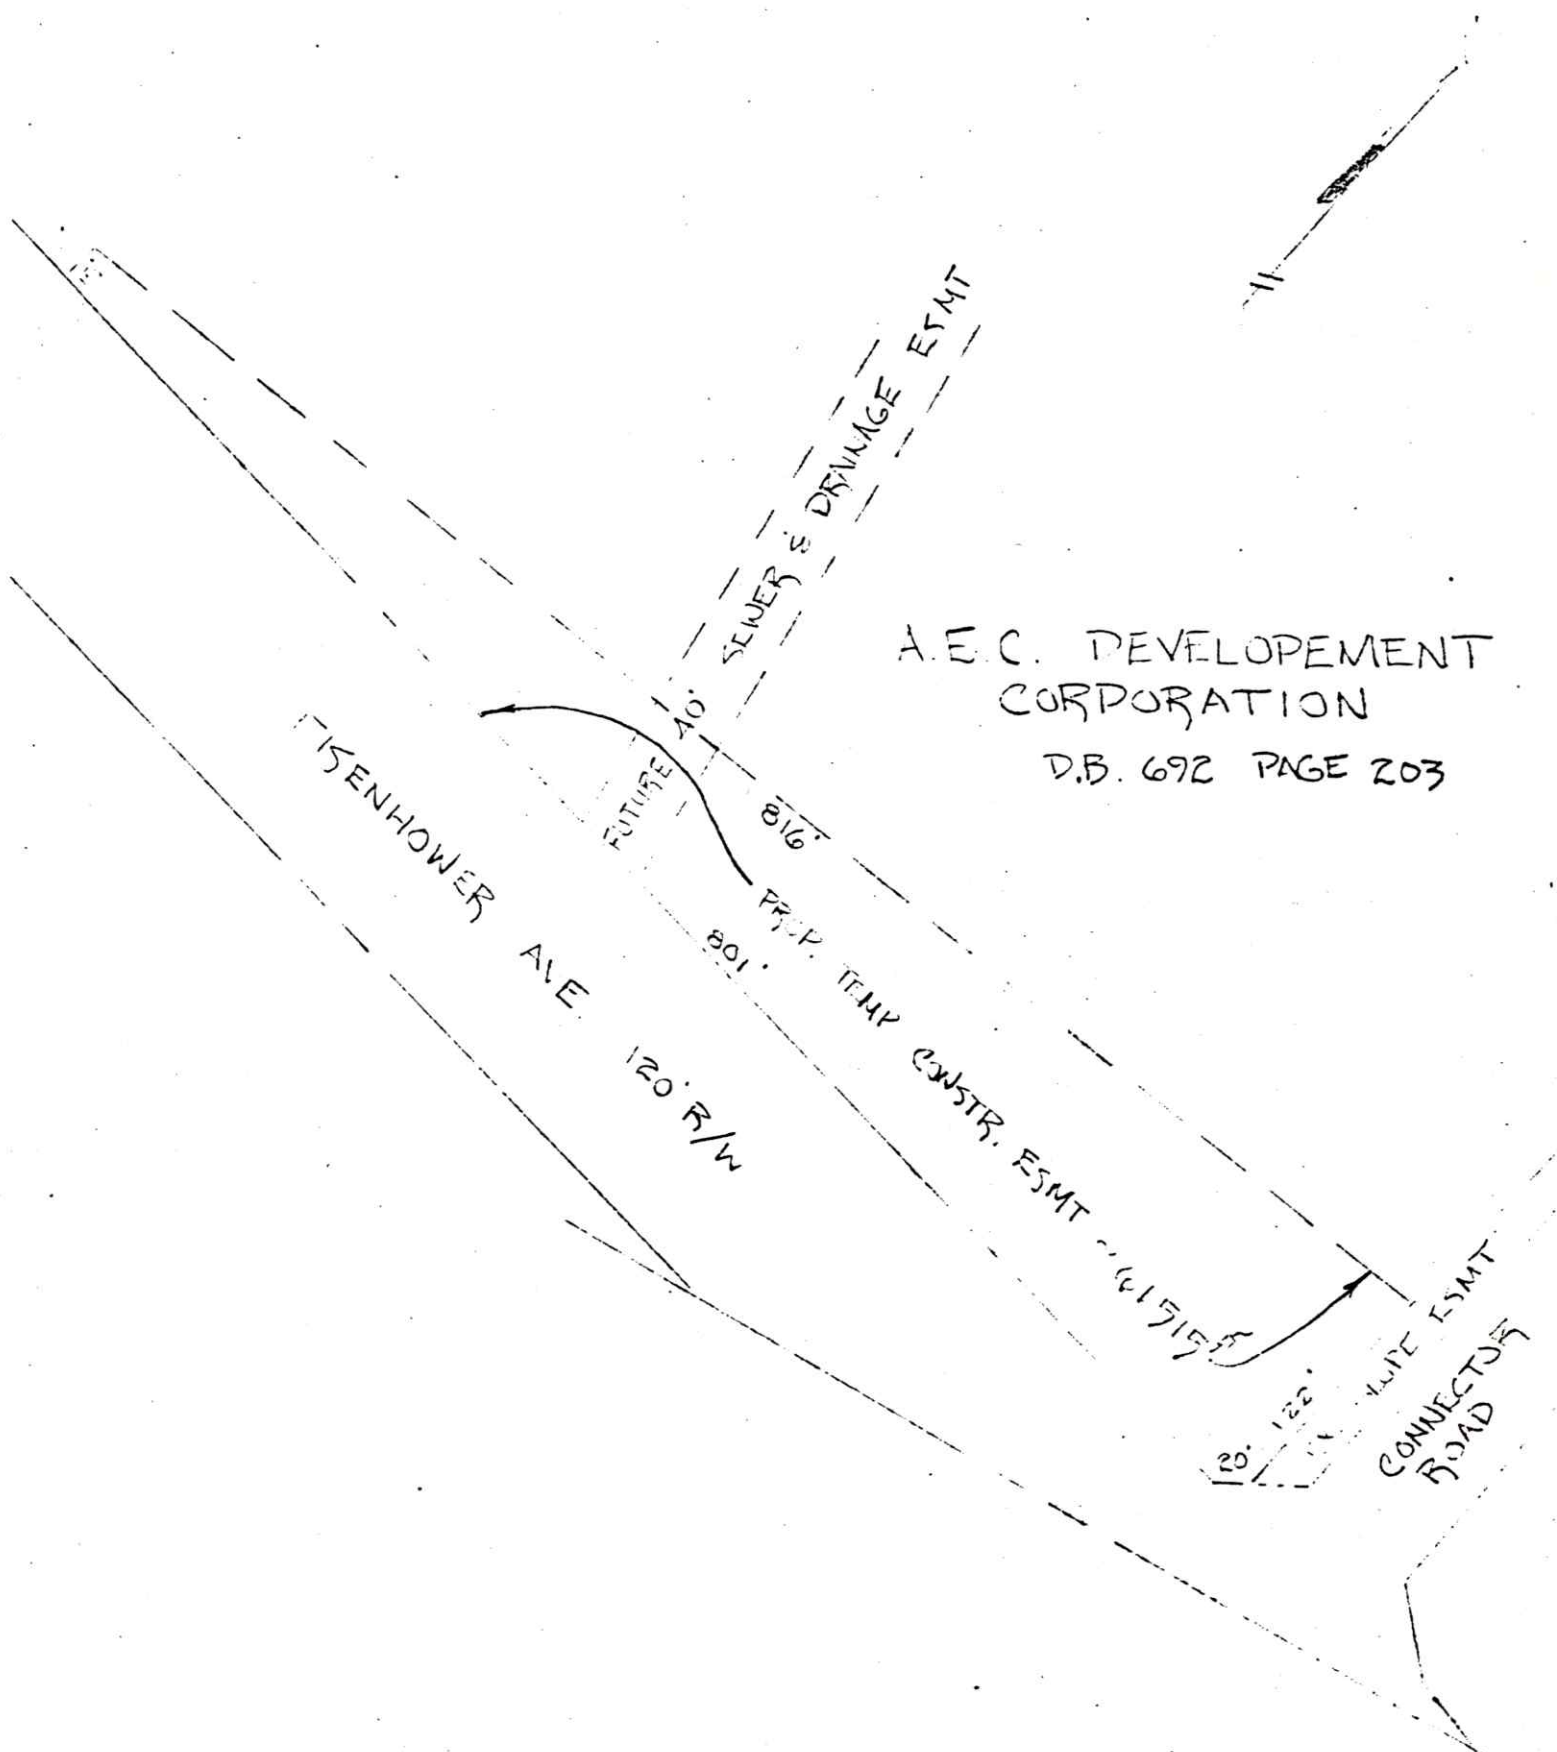 SEWER & DRAINAGE ESMT
A.E.C. DEVELOPEMENT
CORPORATION
D.B. 692 PAGE 203
FUTURE 40'
816'
EISENHOWER AVE. 120' R/W
801'
PROP. TEMP CONSTR. ESMT
122'
20'
ESMT
CONNECTOR
ROAD